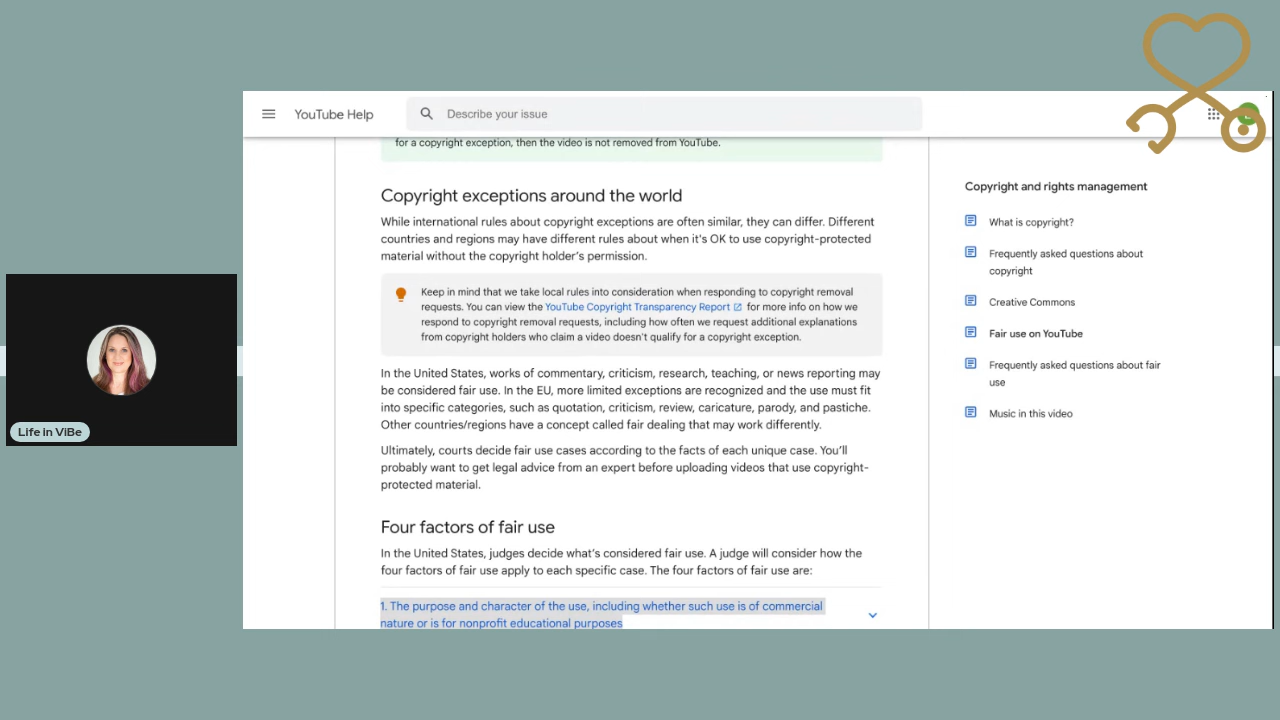 YouTube Help
Describe your issue
for a copyright exception, then the video is not removed from YouTube.
Copyright exceptions around the world
While international rules about copyright exceptions are often similar, they can differ. Different
countries and regions may have different rules about when it's OK to use copyright-protected
material without the copyright holder's permission.
Keep in mind that we take local rules into consideration when responding to copyright removal
requests. You can view the YouTube Copyright Transparency Report for more info on how we
respond to copyright removal requests, including how often we request additional explanations
from copyright holders who claim a video doesn't qualify for a copyright exception.
In the United States, works of commentary, criticism, research, teaching, or news reporting may
be considered fair use. In the EU, more limited exceptions are recognized and the use must fit
into specific categories, such as quotation, criticism, review, caricature, parody, and pastiche.
Other countries/regions have a concept called fair dealing that may work differently.
Ultimately, courts decide fair use cases according to the facts of each unique case. You'll
probably want to get legal advice from an expert before uploading videos that use copyright-
protected material.
Four factors of fair use
In the United States, judges decide what's considered fair use. A judge will consider how the
four factors of fair use apply to each specific case. The four factors of fair use are:
1. The purpose and character of the use, including whether such use is of commercial
nature or is for nonprofit educational purposes
Copyright and rights management
What is copyright?
Frequently asked questions about
copyright
Creative Commons
Fair use on YouTube
Frequently asked questions about fair
use
Music in this video
Life in ViBe